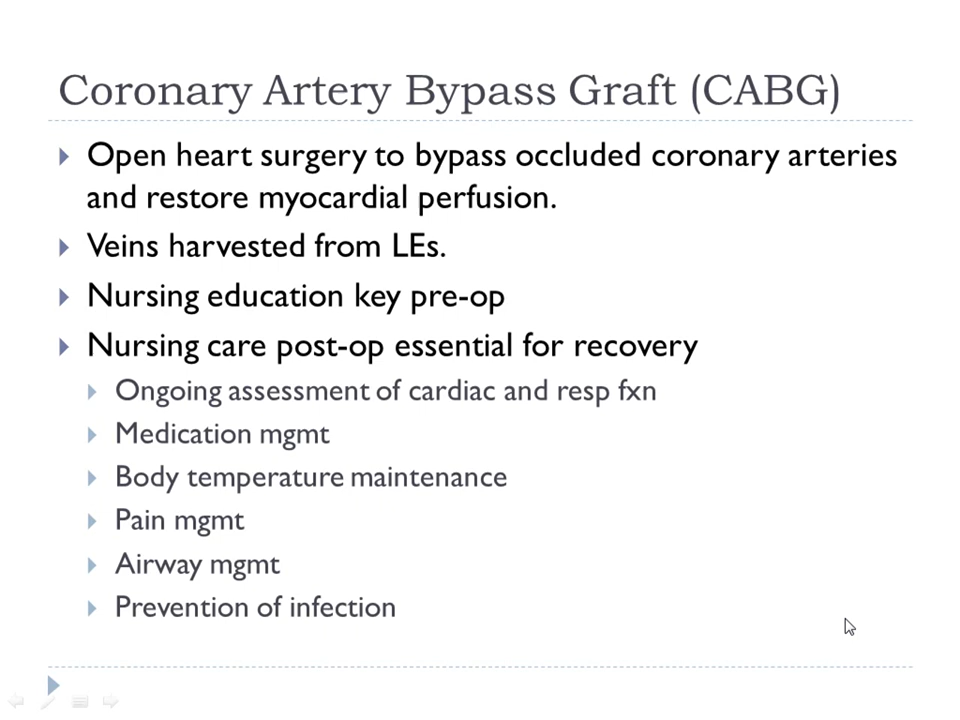 Coronary Artery Bypass Graft (CABG)
Open heart surgery to bypass occluded coronary arteries
and restore myocardial perfusion.
Veins harvested from LEs.
Nursing education key pre-op
Nursing care post-op essential for recovery
Ongoing assessment of cardiac and resp fxn
Medication mgmt
Body temperature maintenance
Pain mgmt
Airway mgmt
Prevention of infection